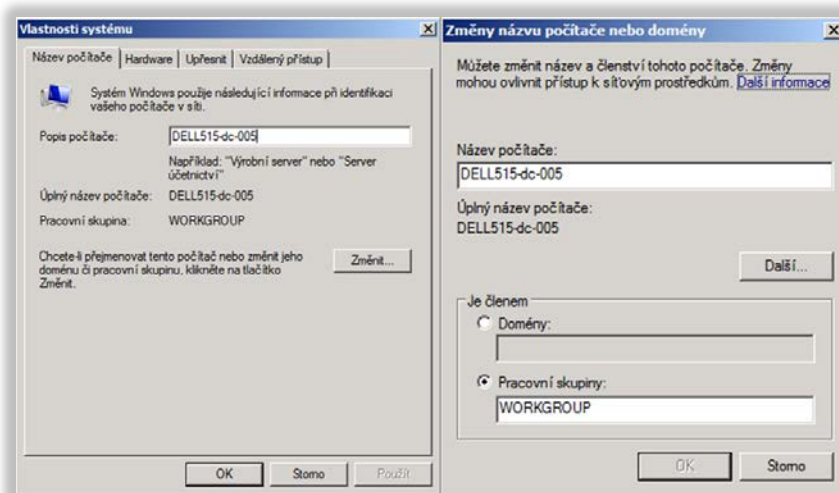 Vlastnosti systému
Název počítače
Hardware
Upřesnit
Vzdálený přístup
Systém Windows použije následující informace při identifikaci
vašeho počítače v síti.
Popis počítače:
DELL515-dc-005
Například: "Výrobní server" nebo "Server
účetnictví"
Úplný název počítače:
DELL515-dc-005
Pracovní skupina:
WORKGROUP
Chcete-li přejmenovat tento počítač nebo změnit jeho
doménu či pracovní skupinu, klikněte na tlačítko
Změnit.
Změnit...
OK
Storno
Použít
Změny názvu počítače nebo domény
Můžete změnit název a členství tohoto počítače. Změny
mohou ovlivnit přístup k síťovým prostředkům. Další informace
Název počítače:
DELL515-dc-005
Úplný název počítače:
DELL515-dc-005
Další...
Je členem
Domény:
Pracovní skupiny:
WORKGROUP
OK
Storno